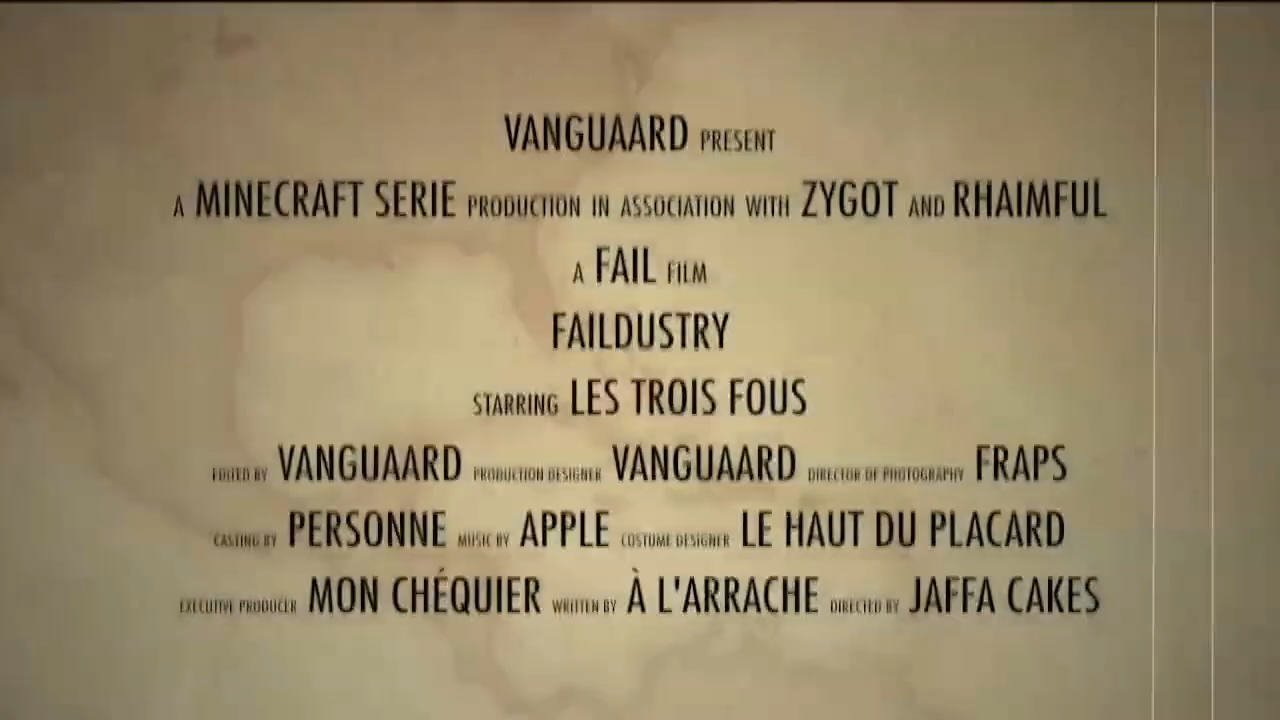 VANGUAARD PRESENT
A MINECRAFT SERIE PRODUCTION IN ASSOCIATION WITH ZYGOT AND RHAIMFUL
A FAIL FILM
FAILDUSTRY
STARRING LES TROIS FOUS
EDITED BY VANGUAARD PRODUCTION DESIGNER VANGUAARD DIRECTOR OF PHOTOGRAPHY FRAPS
CASTING BY PERSONNE MUSIC BY APPLE COSTUME DESIGNER LE HAUT DU PLACARD
EXECUTIVE PRODUCER MON CHÉQUIER WRITTEN BY À L'ARRACHE DIRECTED BY JAFFA CAKES